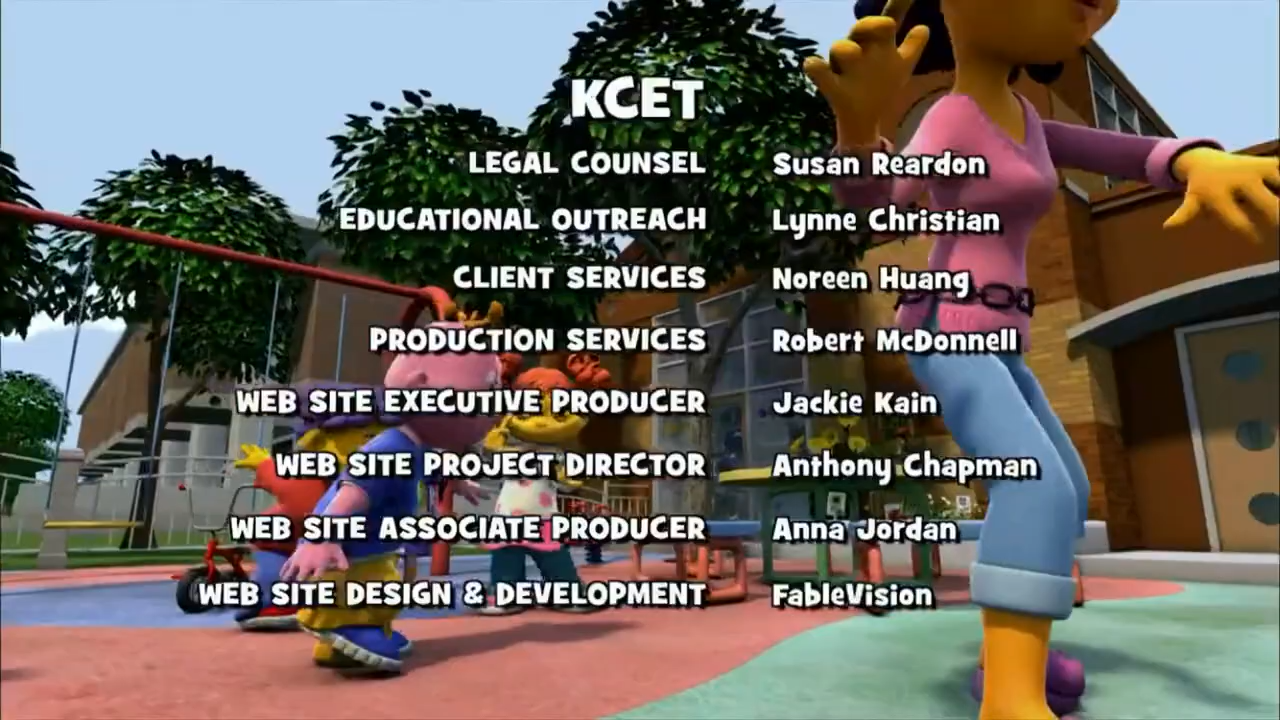 KCET
LEGAL COUNSEL Susan Reardon
EDUCATIONAL OUTREACH Lynne Christian
CLIENT SERVICES Noreen Huang
PRODUCTION SERVICES Robert McDonnell
WEB SITE EXECUTIVE PRODUCER Jackie Kain
WEB SITE PROJECT DIRECTOR Anthony Chapman
WEB SITE ASSOCIATE PRODUCER Anna Jordan
WEB SITE DESIGN & DEVELOPMENT FableVision